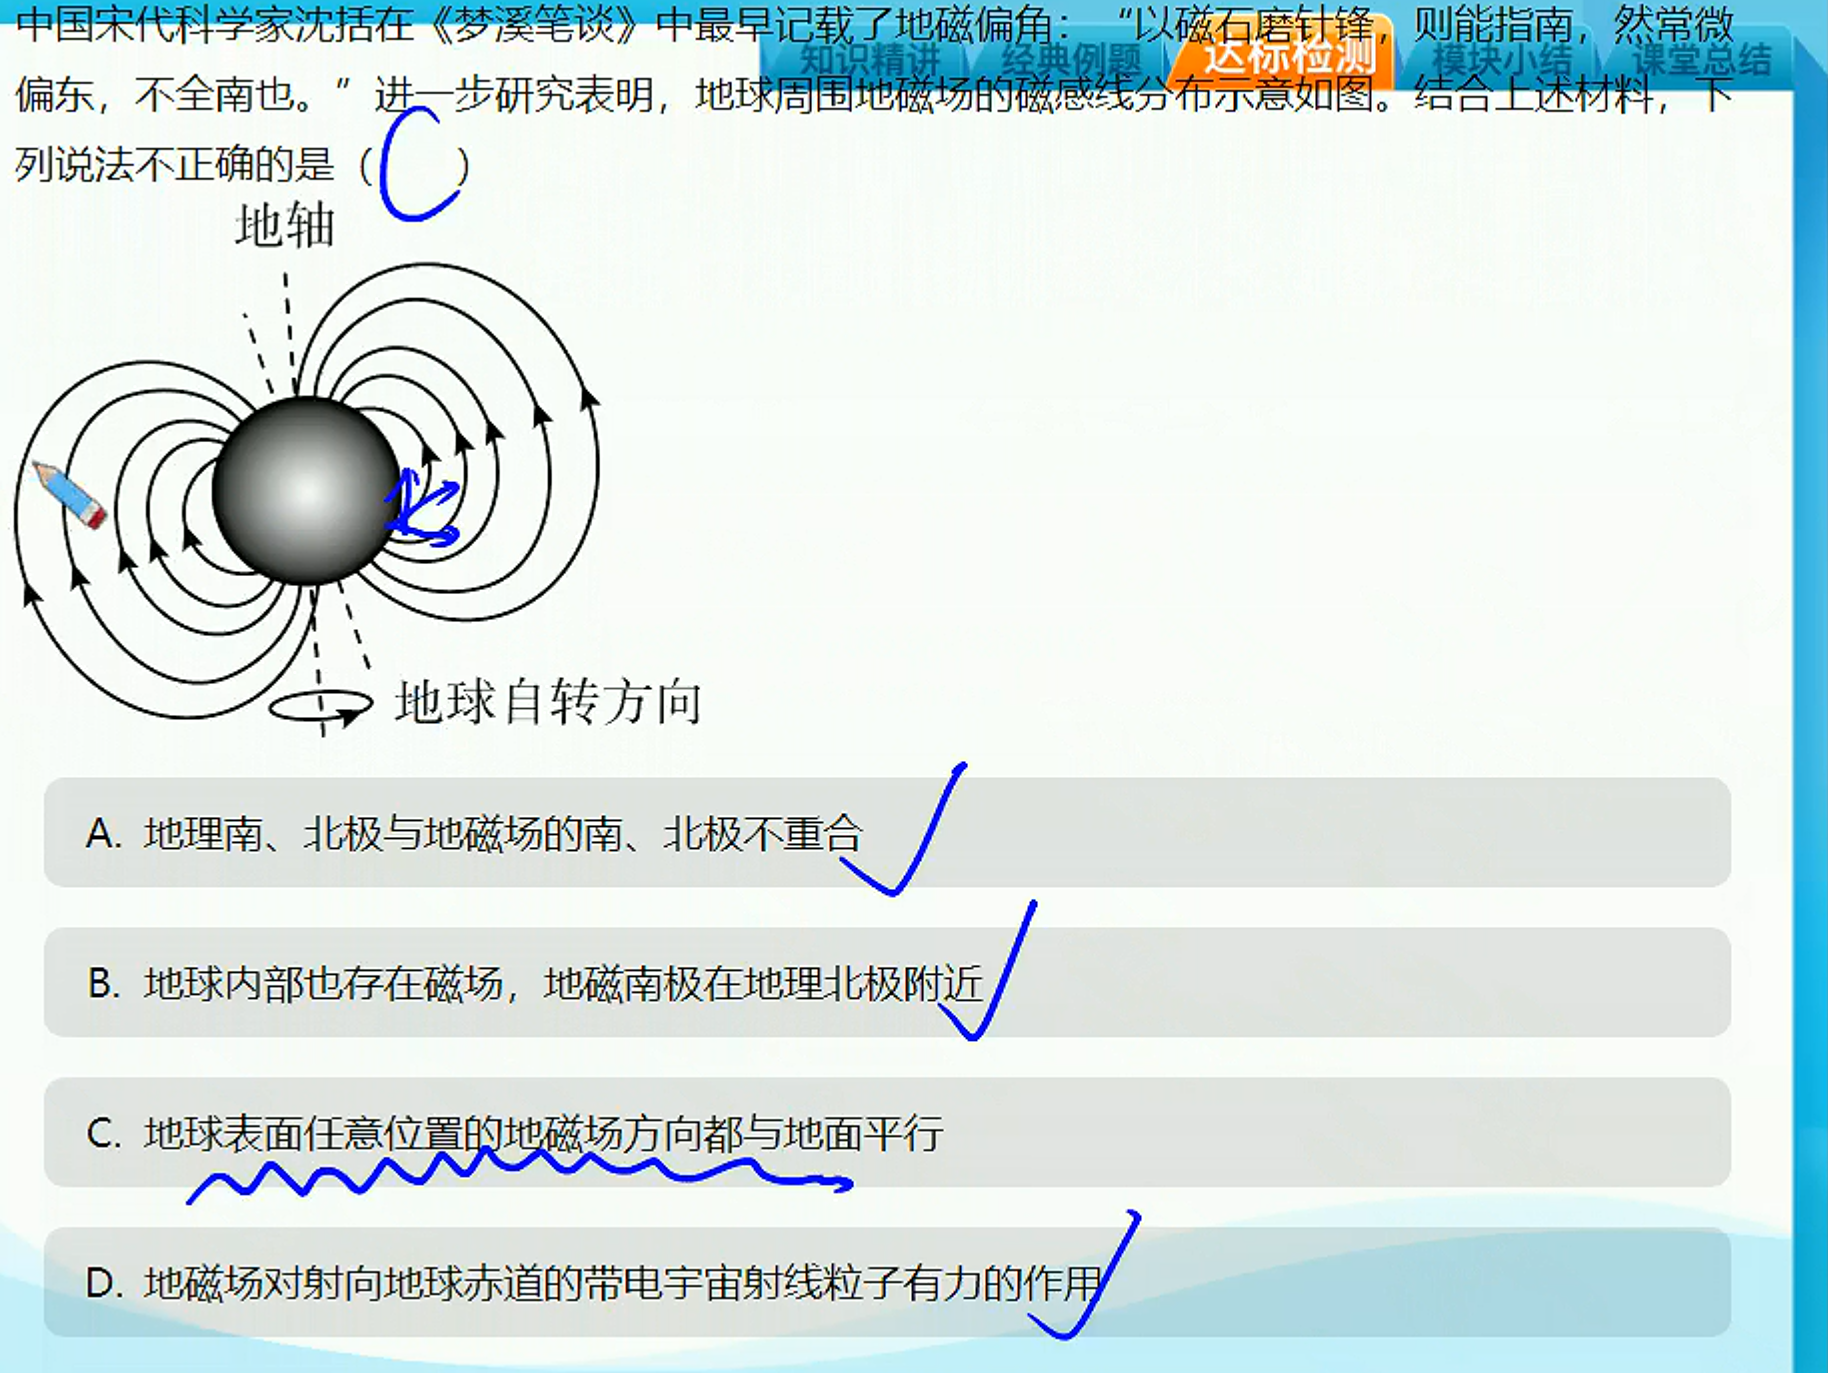 知识精讲 经典例题 达标检测 模块小结 课堂总结
中国宋代科学家沈括在《梦溪笔谈》中最早记载了地磁偏角：“以磁石磨针锋，则能指南，然常微
偏东，不全南也。”进一步研究表明，地球周围地磁场的磁感线分布示意如图。结合上述材料，下
列说法不正确的是（C）
地轴
地球自转方向
A. 地理南、北极与地磁场的南、北极不重合
B. 地球内部也存在磁场，地磁南极在地理北极附近
C. 地球表面任意位置的地磁场方向都与地面平行
D. 地磁场对射向地球赤道的带电宇宙射线粒子有力的作用